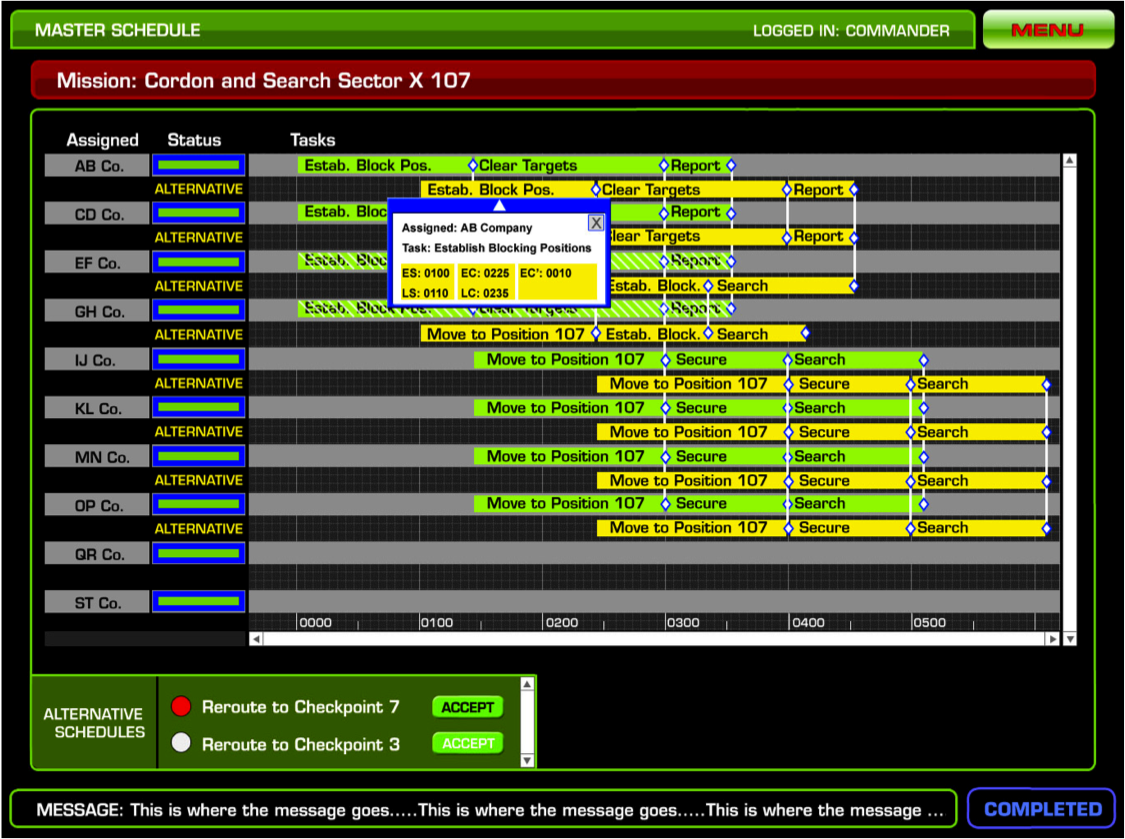 MASTER SCHEDULE LOGGED IN: COMMANDER MENU
Mission: Cordon and Search Sector X 107
Assigned Status Tasks
AB Co. Estab. Block Pos. Clear Targets Report
ALTERNATIVE Estab. Block Pos. Clear Targets Report
CD Co. Estab. Bloc Report
ALTERNATIVE lear Targets Report
EF Co. Estab. Bloc Report
ALTERNATIVE stab. Block. Search
GH Co. Estab. Block Pos. Clear Targets Report
ALTERNATIVE Move to Position 107 Estab. Block. Search
Assigned: AB Company X
Task: Establish Blocking Positions
ES: 0100 EC: 0225 EC': 0010
LS: 0110 LC: 0235
IJ Co. Move to Position 107 Secure Search
ALTERNATIVE Move to Position 107 Secure Search
KL Co. Move to Position 107 Secure Search
ALTERNATIVE Move to Position 107 Secure Search
MN Co. Move to Position 107 Secure Search
ALTERNATIVE Move to Position 107 Secure Search
OP Co. Move to Position 107 Secure Search
ALTERNATIVE Move to Position 107 Secure Search
QR Co.
ST Co.
0000 0100 0200 0300 0400 0500
ALTERNATIVE SCHEDULES
Reroute to Checkpoint 7 ACCEPT
Reroute to Checkpoint 3 ACCEPT
MESSAGE: This is where the message goes.....This is where the message goes.....This is where the message ... COMPLETED